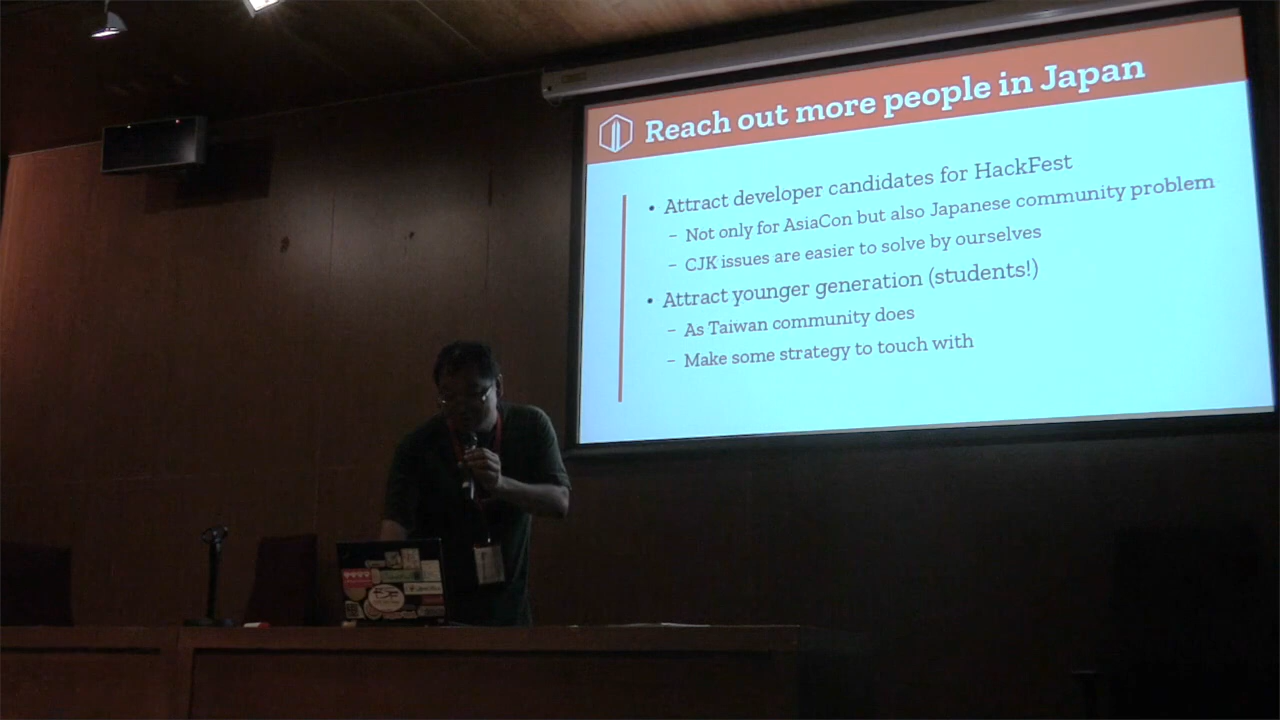 Reach out more people in Japan
• Attract developer candidates for HackFest
– Not only for AsiaCon but also Japanese community problem
– CJK issues are easier to solve by ourselves
• Attract younger generation (students!)
– As Taiwan community does
– Make some strategy to touch with